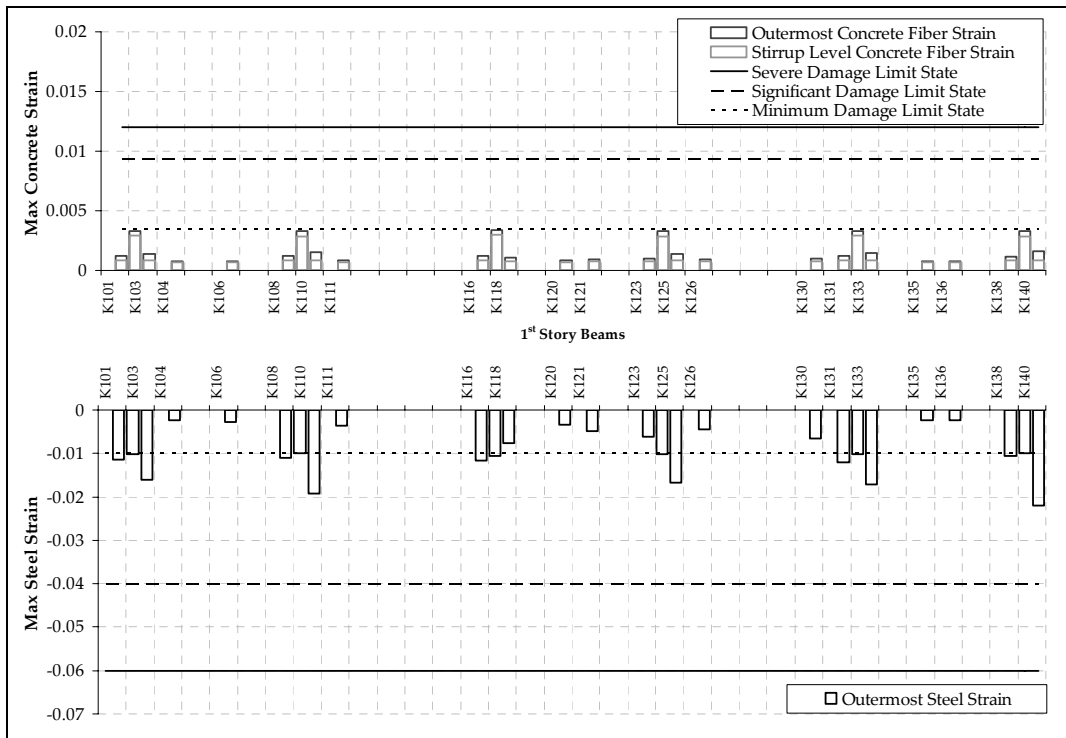 0.02
0.015
0.01
0.005
0
Max Concrete Strain
Outermost Concrete Fiber Strain
Stirrup Level Concrete Fiber Strain
Severe Damage Limit State
Significant Damage Limit State
Minimum Damage Limit State
K101 K103 K104 K106 K108 K110 K111 K116 K118 K120 K121 K123 K125 K126 K130 K131 K133 K135 K136 K138 K140
1st Story Beams
K101 K103 K104 K106 K108 K110 K111 K116 K118 K120 K121 K123 K125 K126 K130 K131 K133 K135 K136 K138 K140
0
-0.01
-0.02
-0.03
-0.04
-0.05
-0.06
-0.07
Max Steel Strain
Outermost Steel Strain